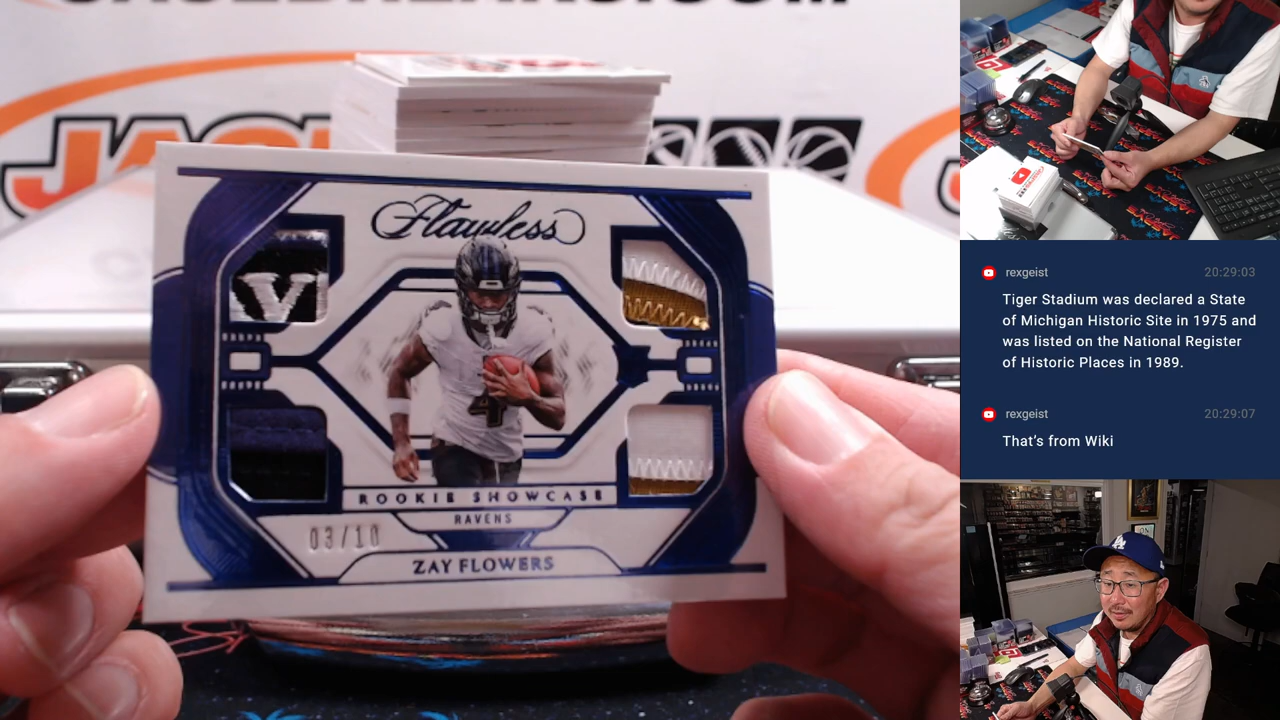 Flawless
V
4
ROOKIE SHOWCASE
RAVENS
03/10
ZAY FLOWERS
rexgeist 20:29:03
Tiger Stadium was declared a State
of Michigan Historic Site in 1975 and
was listed on the National Register
of Historic Places in 1989.
rexgeist 20:29:07
That's from Wiki
LA